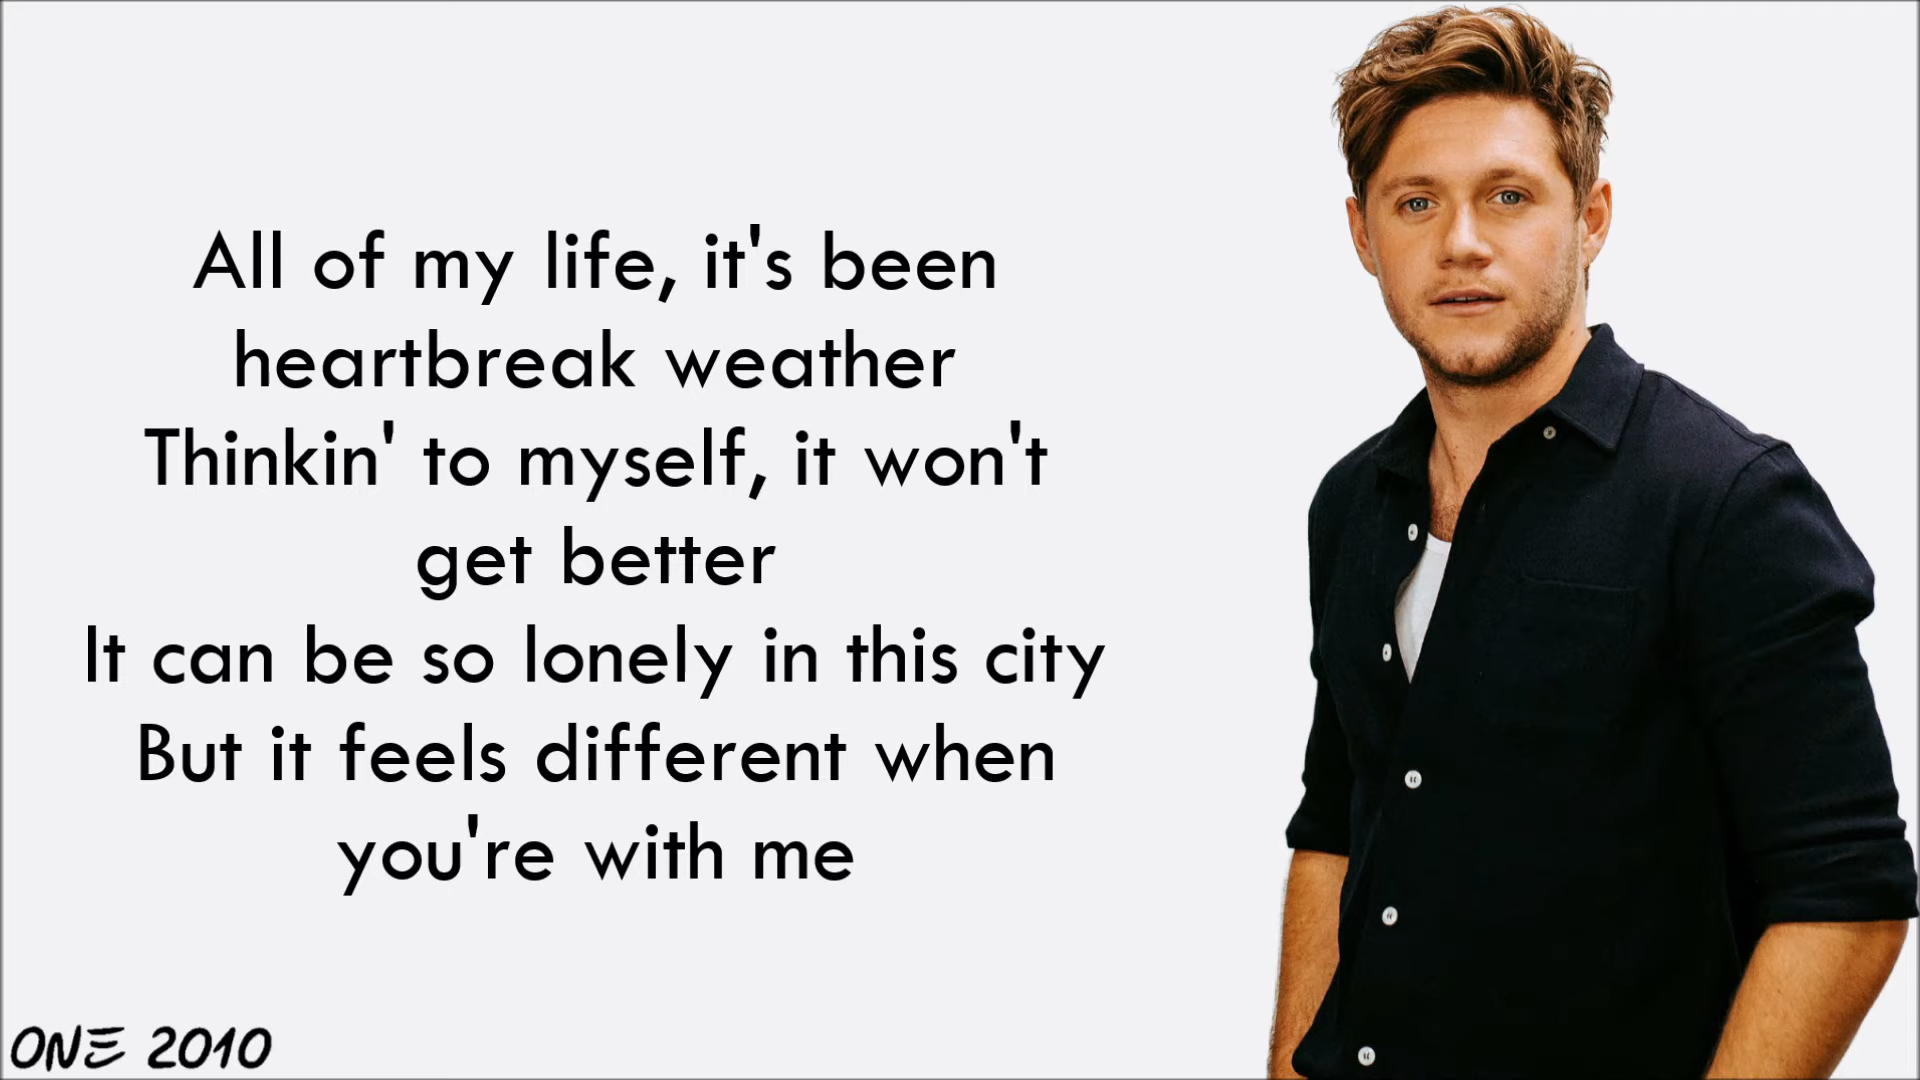 All of my life, it's been
heartbreak weather
Thinkin' to myself, it won't
get better
It can be so lonely in this city
But it feels different when
you're with me
ONE 2010